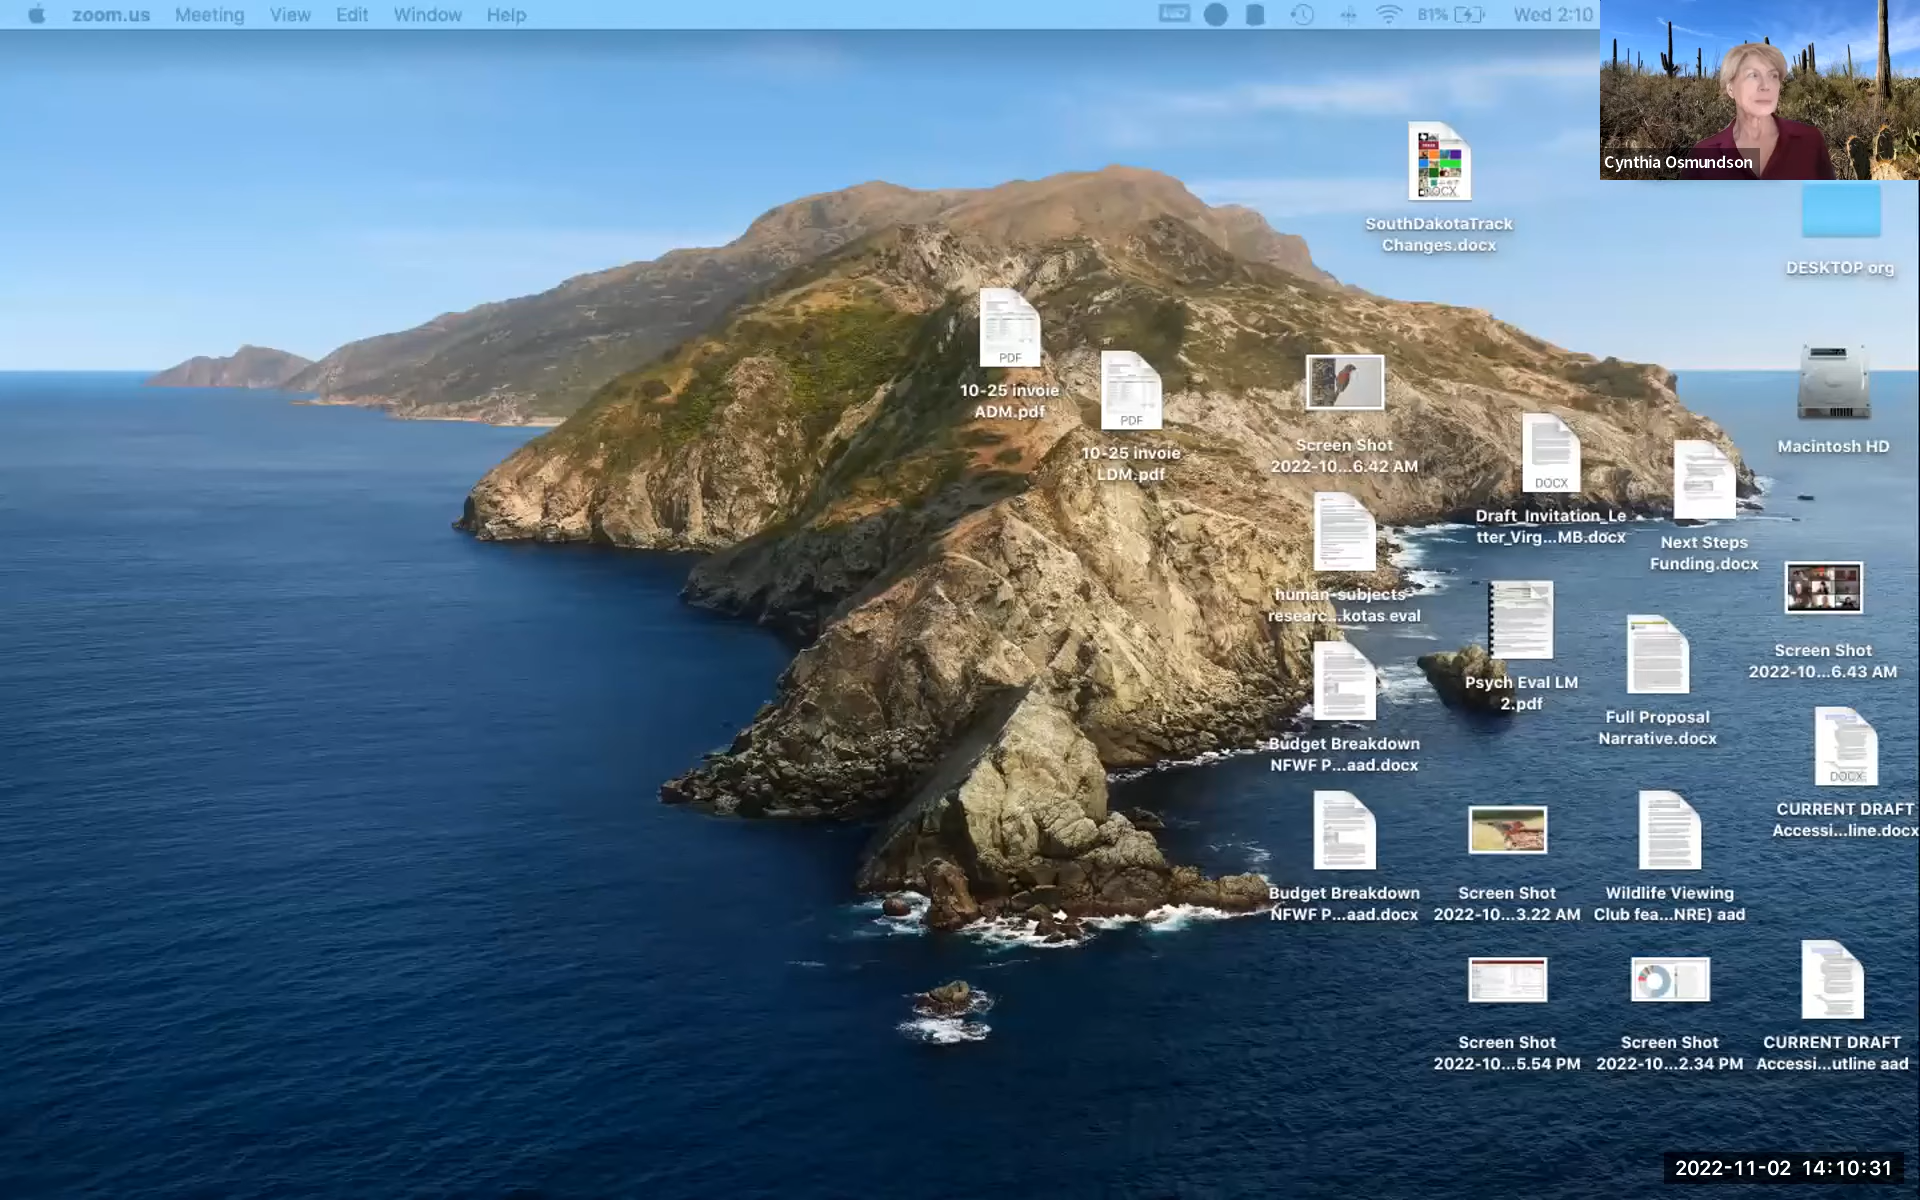 zoom.us Meeting View Edit Window Help
81% Wed 2:10
Cynthia Osmundson
DOCX
SouthDakotaTrack
Changes.docx
DESKTOP org
PDF
10-25 invoie
ADM.pdf
PDF
10-25 invoie
LDM.pdf
Screen Shot
2022-10...6.42 AM
Macintosh HD
DOCX
Draft_Invitation_Le
tter_Virg...MB.docx
Next Steps
Funding.docx
human-subjects-
researc...kotas eval
Psych Eval LM
2.pdf
Screen Shot
2022-10...6.43 AM
Full Proposal
Narrative.docx
Budget Breakdown
NFWF P...aad.docx
DOCX
CURRENT DRAFT
Accessi...line.docx
Budget Breakdown
NFWF P...aad.docx
Screen Shot
2022-10...3.22 AM
Wildlife Viewing
Club fea...NRE) aad
Screen Shot
2022-10...5.54 PM
Screen Shot
2022-10...2.34 PM
CURRENT DRAFT
Accessi...utline aad
2022-11-02 14:10:31